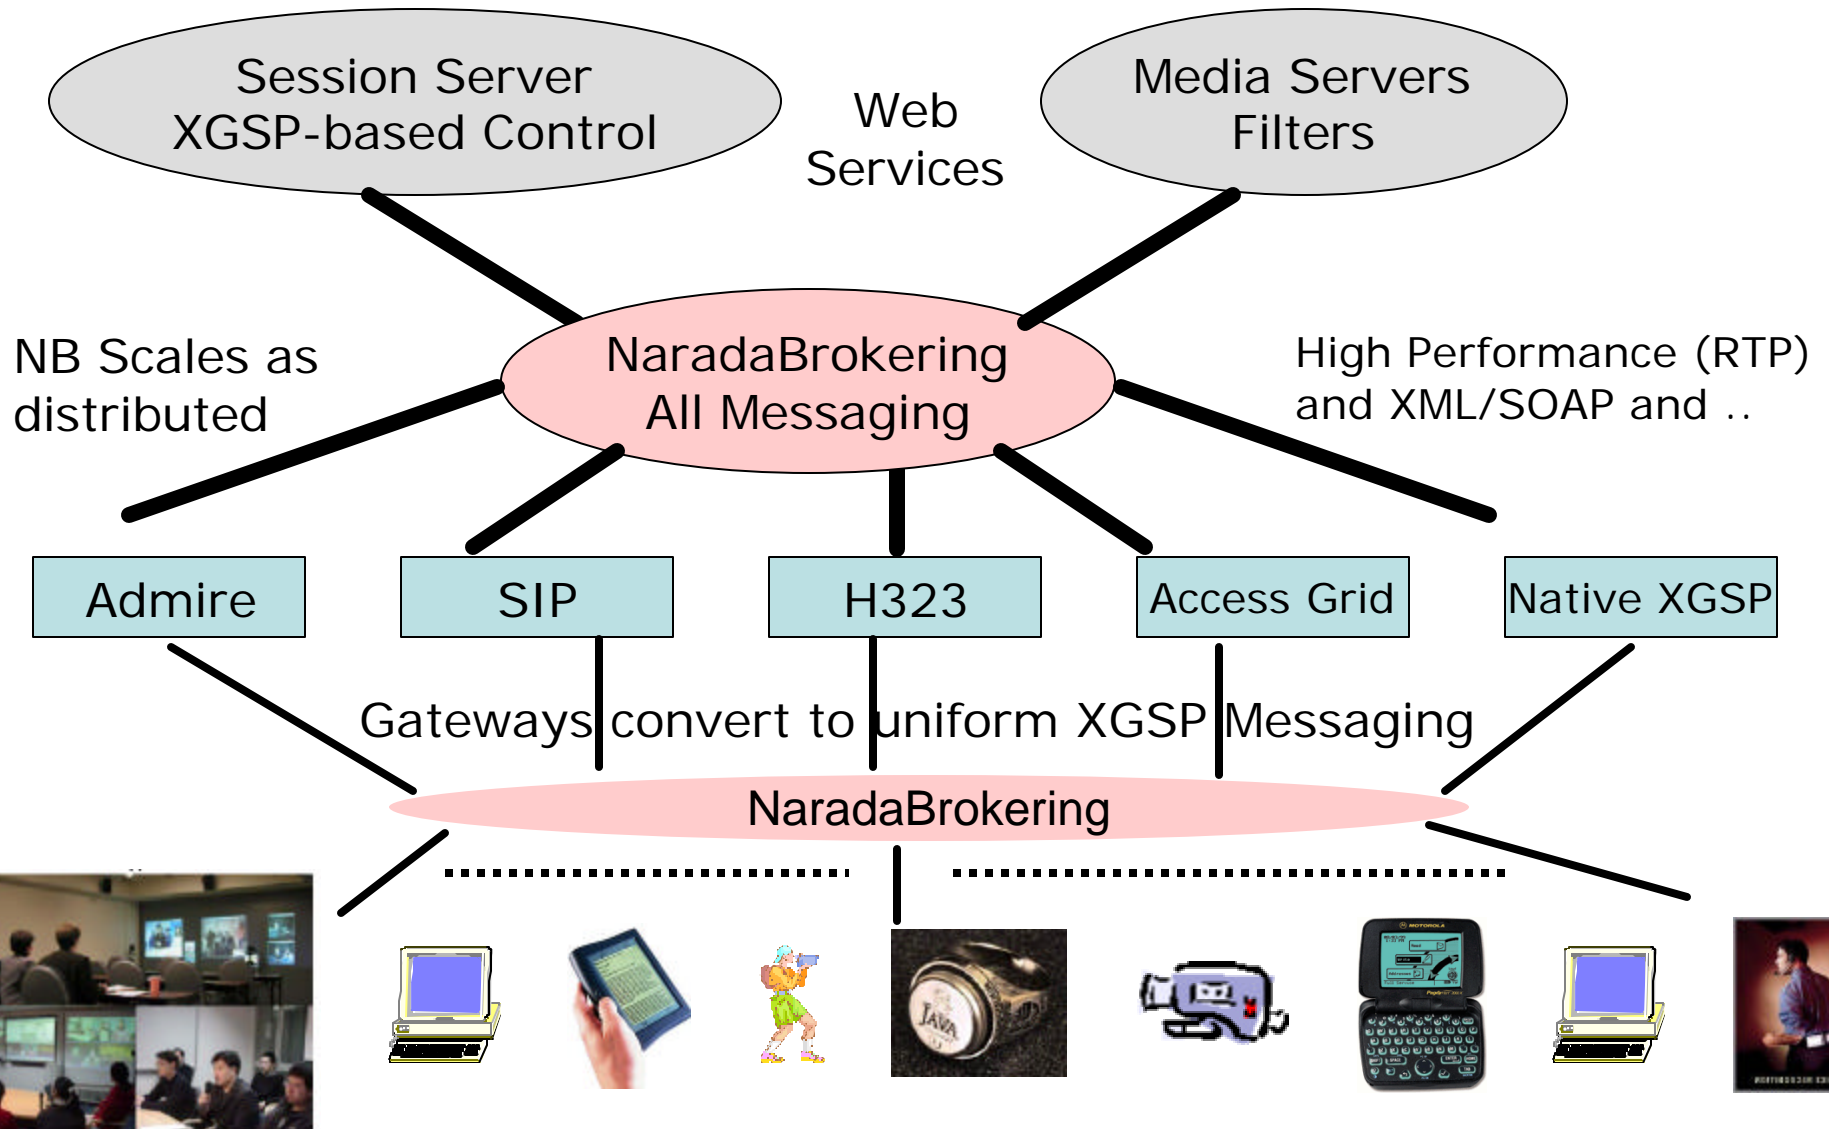 Session Server
XGSP-based Control
Web
Services
Media Servers
Filters
NB Scales as
distributed
NaradaBrokering
All Messaging
High Performance (RTP)
and XML/SOAP and ..
Admire
SIP
H323
Access Grid
Native XGSP
Gateways convert to uniform XGSP Messaging
NaradaBrokering
JAVA
MOTOROLA